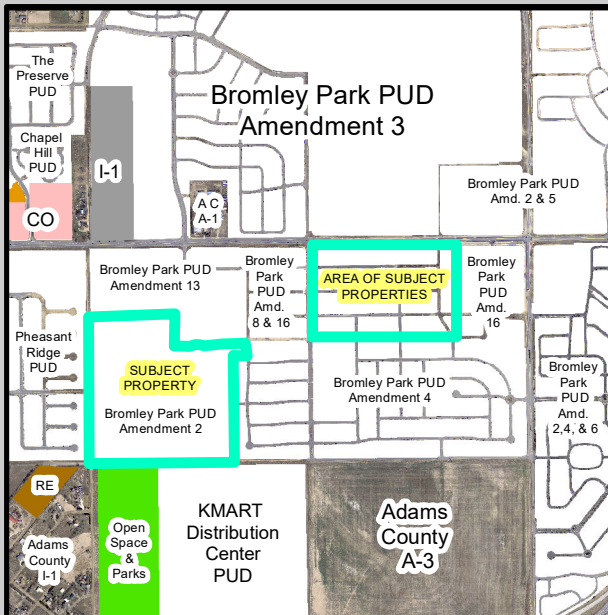 The
Preserve
PUD
Bromley Park PUD
Amendment 3
Chapel
Hill
PUD
I-1
CO
A C
A-1
Bromley Park PUD
Amd. 2 & 5
Bromley Park PUD
Amendment 13
Bromley
Park
PUD
Amd.
8 & 16
AREA OF SUBJECT
PROPERTIES
Bromley
Park
PUD
Amd.
16
Pheasant
Ridge
PUD
SUBJECT
PROPERTY
Bromley Park PUD
Amendment 2
Bromley Park PUD
Amendment 4
Bromley
Park
PUD
Amd.
2,4, & 6
RE
Adams
County
I-1
Open
Space
&
Parks
KMART
Distribution
Center
PUD
Adams
County
A-3